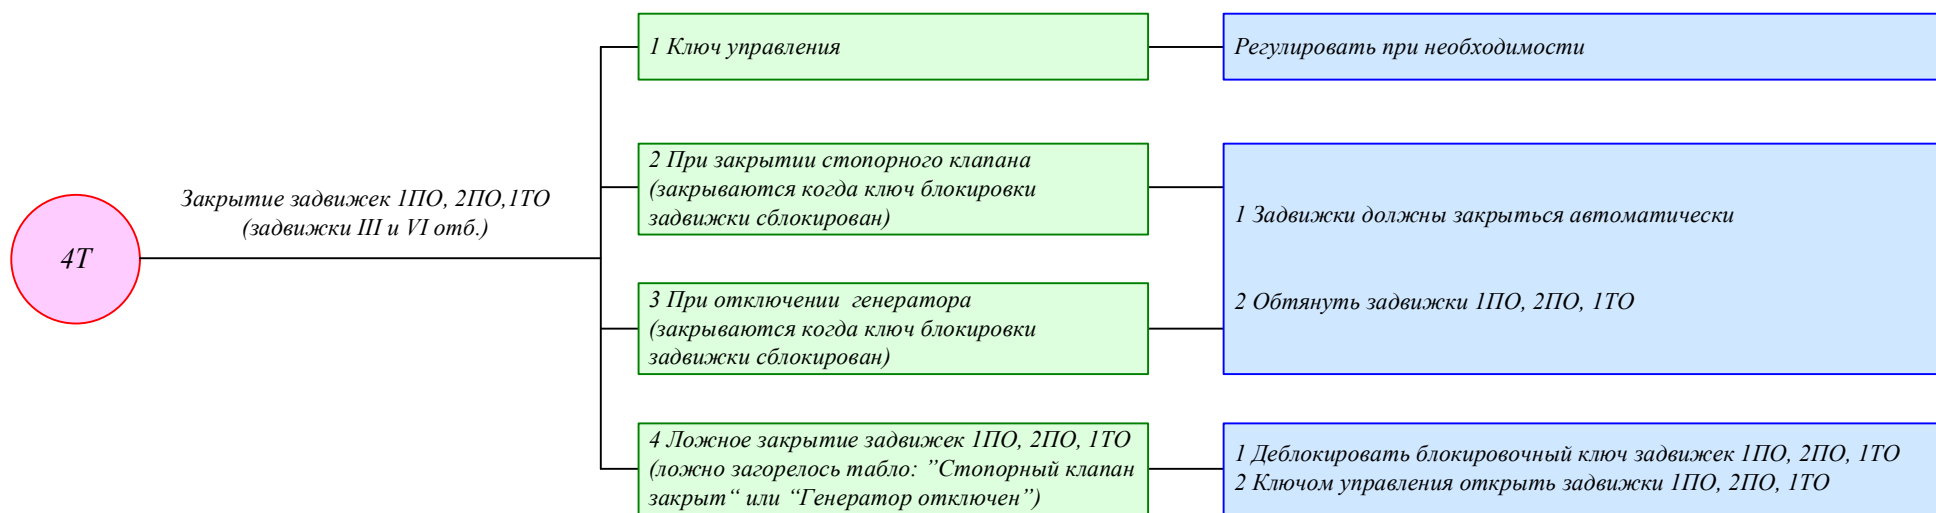 4Т
Закрытие задвижек 1ПО, 2ПО,1ТО
(задвижки III и VI отб.)
1 Ключ управления
Регулировать при необходимости
2 При закрытии стопорного клапана
(закрываются когда ключ блокировки
задвижки сблокирован)
3 При отключении генератора
(закрываются когда ключ блокировки
задвижки сблокирован)
1 Задвижки должны закрыться автоматически
2 Обтянуть задвижки 1ПО, 2ПО, 1ТО
4 Ложное закрытие задвижек 1ПО, 2ПО, 1ТО
(ложно загорелось табло: ”Стопорный клапан
закрыт“ или “Генератор отключен”)
1 Деблокировать блокировочный ключ задвижек 1ПО, 2ПО, 1ТО
2 Ключом управления открыть задвижки 1ПО, 2ПО, 1ТО